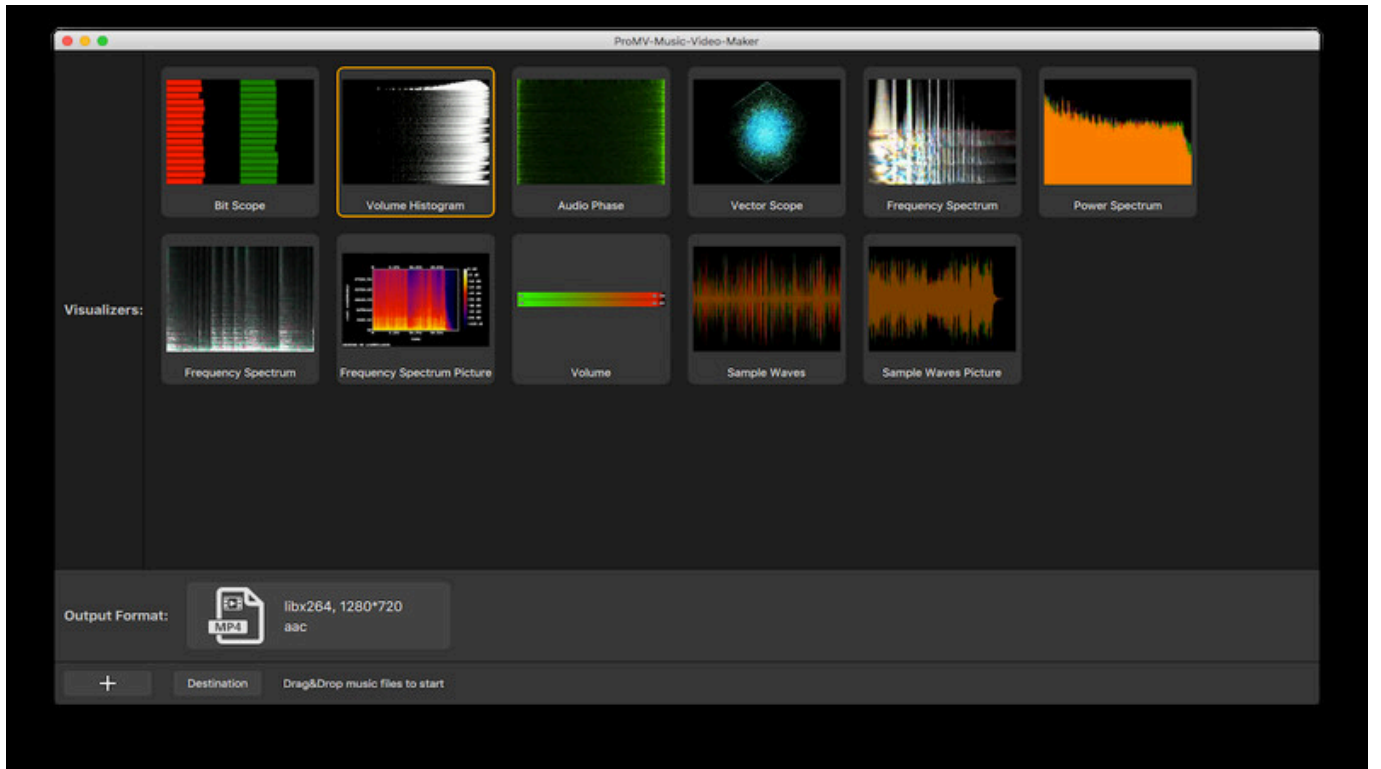 ProMV-Music-Video-Maker
Bit Scope
Volume Histogram
Audio Phase
Vector Scope
Frequency Spectrum
Power Spectrum
Visualizers:
Frequency Spectrum
Frequency Spectrum Picture
Volume
Sample Waves
Sample Waves Picture
Output Format:
MP4
libx264, 1280*720
aac
+
Destination
Drag&Drop music files to start